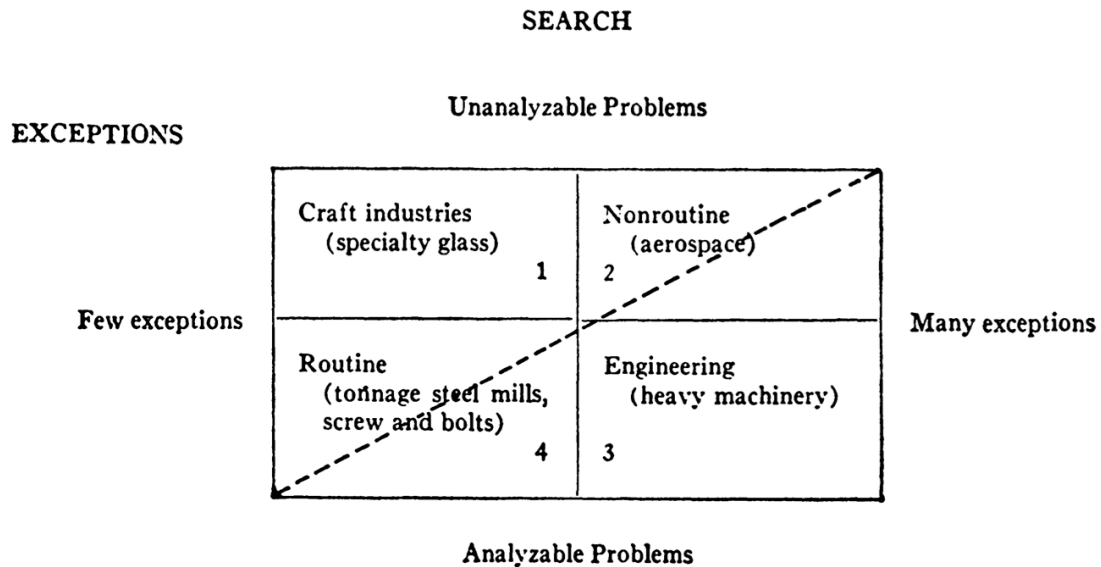 SEARCH
Unanalyzable Problems
EXCEPTIONS
Craft industries
(specialty glass)
1
Nonroutine
(aerospace)
2
Few exceptions
Many exceptions
Routine
(tonnage steel mills,
screw and bolts)
4
Engineering
(heavy machinery)
3
Analyzable Problems